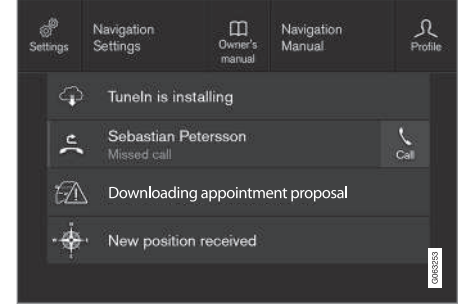 Settings
Navigation
Settings
Owner's
manual
Navigation
Manual
Profile
TuneIn is installing
Sebastian Petersson
Missed call
Call
Downloading appointment proposal
New position received
G063253